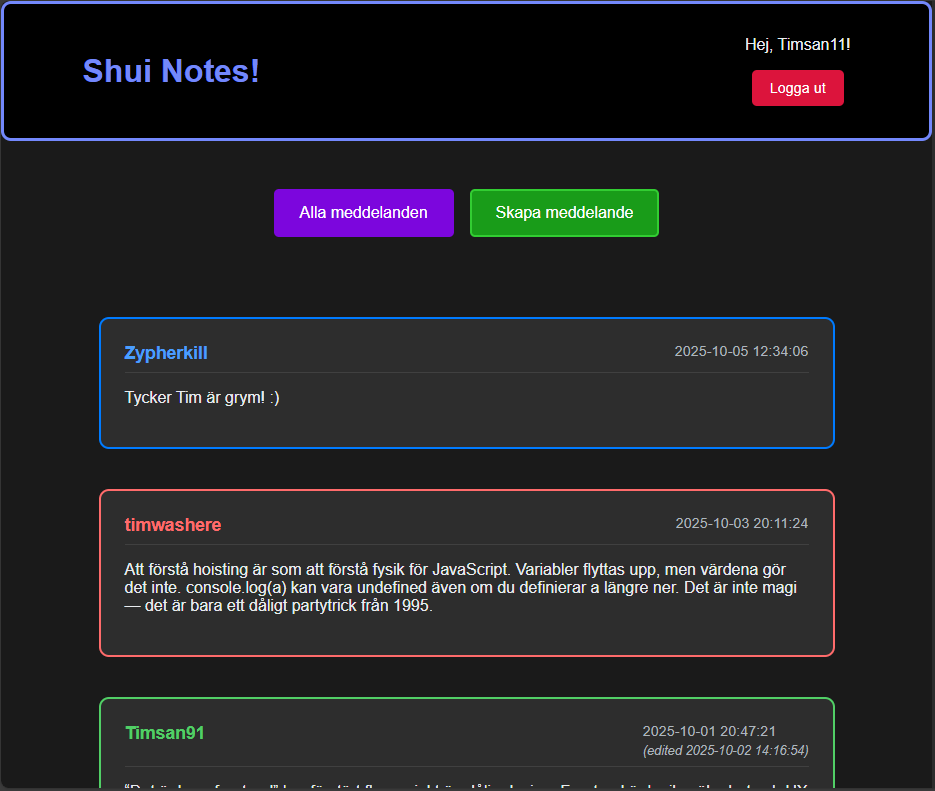 Shui Notes!
Hej, Timsan11!
Logga ut
Alla meddelanden
Skapa meddelande
Zypherkill
2025-10-05 12:34:06
Tycker Tim är grym! :)
timwashere
2025-10-03 20:11:24
Att förstå hoisting är som att förstå fysik för JavaScript. Variabler flyttas upp, men värdena gör
det inte. console.log(a) kan vara undefined även om du definierar a längre ner. Det är inte magi
— det är bara ett dåligt partytrick från 1995.
Timsan91
2025-10-01 20:47:21
(edited 2025-10-02 14:16:54)